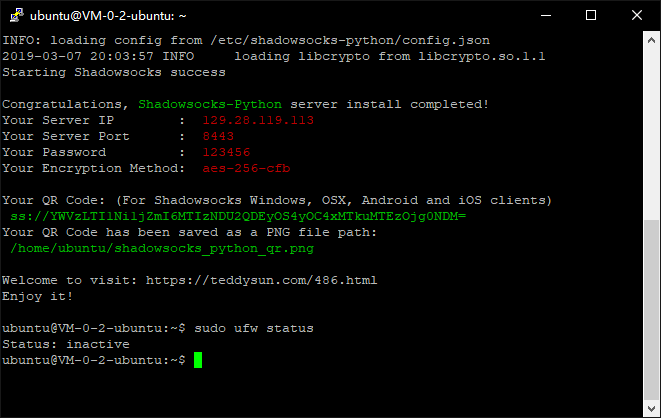 ubuntu@VM-0-2-ubuntu: ~
INFO: loading config from /etc/shadowsocks-python/config.json
2019-03-07 20:03:57 INFO     loading libcrypto from libcrypto.so.1.1
Starting Shadowsocks success
Congratulations, Shadowsocks-Python server install completed!
Your Server IP        :  129.28.119.113
Your Server Port      :  8443
Your Password         :  123456
Your Encryption Method:  aes-256-cfb
Your QR Code: (For Shadowsocks Windows, OSX, Android and iOS clients)
ss://YWVzLTI1Ni1jZmI6MTIzNDU2QDEyOS4yOC4xMTkuMTEzOjg0NDM=
Your QR Code has been saved as a PNG file path:
/home/ubuntu/shadowsocks_python_qr.png
Welcome to visit: https://teddysun.com/486.html
Enjoy it!
ubuntu@VM-0-2-ubuntu:~$ sudo ufw status
Status: inactive
ubuntu@VM-0-2-ubuntu:~$